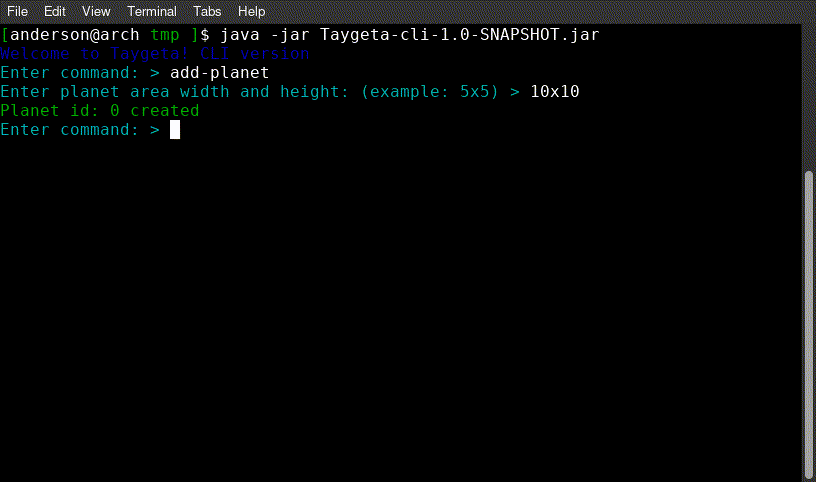 File Edit View Terminal Tabs Help
[anderson@arch tmp ]$ java -jar Taygeta-cli-1.0-SNAPSHOT.jar
Welcome to Taygeta! CLI version
Enter command: > add-planet
Enter planet area width and height: (example: 5x5) > 10x10
Planet id: 0 created
Enter command: >